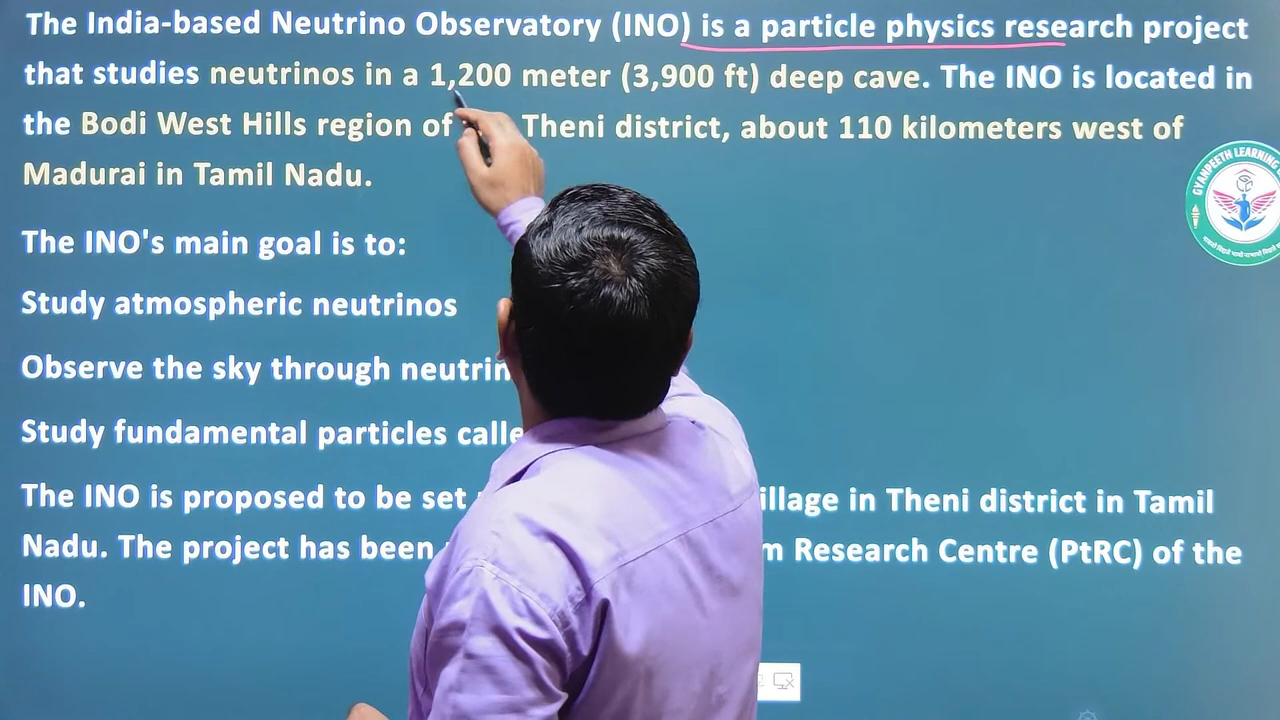 The India-based Neutrino Observatory (INO) is a particle physics research project
that studies neutrinos in a 1,200 meter (3,900 ft) deep cave. The INO is located in
the Bodi West Hills region of Theni district, about 110 kilometers west of
Madurai in Tamil Nadu.
GYANPEETH LEARNING
The INO's main goal is to:
Study atmospheric neutrinos
Observe the sky through
Study fundamental particles
The INO is proposed to be set in Theni district in Tamil
Nadu. The project has been Research Centre (PtRC) of the
INO.